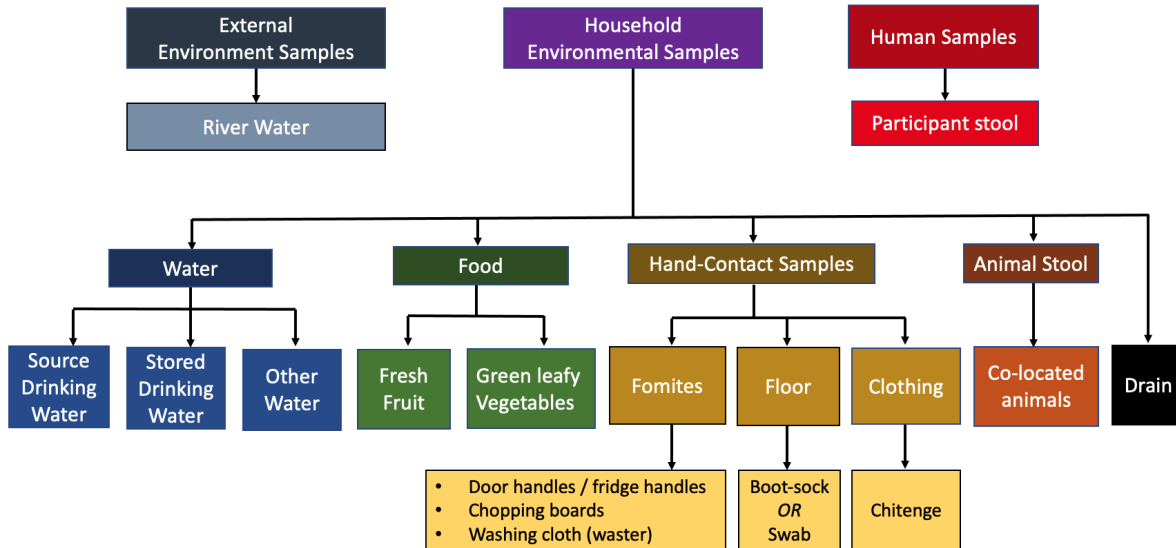 External
Environment Samples
Household
Environmental Samples
Human Samples
River Water
Participant stool
Water
Food
Hand-Contact Samples
Animal Stool
Source
Drinking
Water
Stored
Drinking
Water
Other
Water
Fresh
Fruit
Green leafy
Vegetables
Fomites
Floor
Clothing
Co-located
animals
Drain
• Door handles / fridge handles
• Chopping boards
• Washing cloth (waster)
Boot-sock
OR
Swab
Chitenge